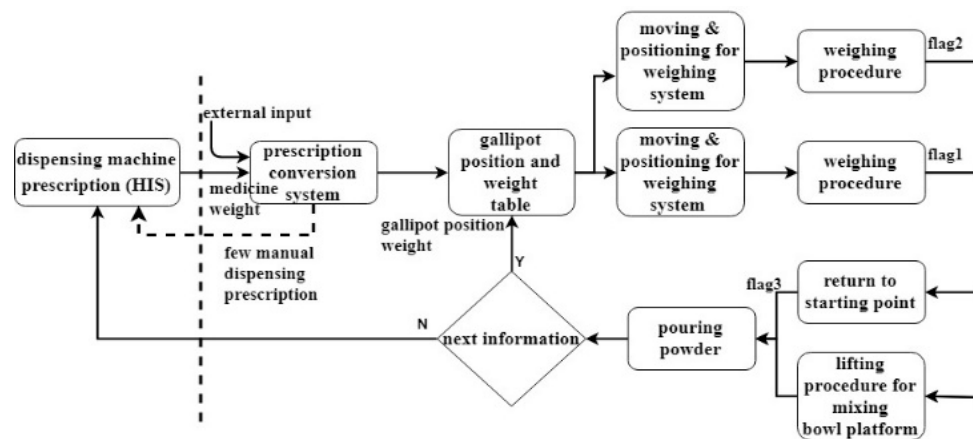 moving &
positioning for
weighing
system
weighing
procedure
flag2
external input
dispensing machine
prescription (HIS)
medicine
weight
prescription
conversion
system
gallipot
position and
weight
table
moving &
positioning for
weighing
system
weighing
procedure
flag1
few manual
dispensing
prescription
gallipot position
weight
Y
N
next information
pouring
powder
flag3
return to
starting point
lifting
procedure for
mixing
bowl platform